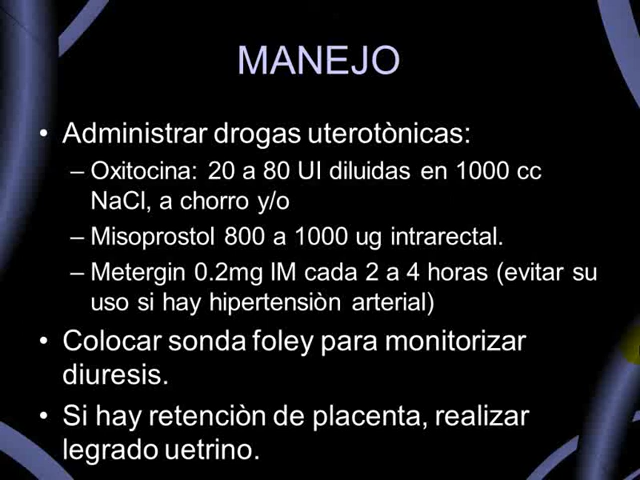 MANEJO
• Administrar drogas uterotònicas:
– Oxitocina: 20 a 80 UI diluidas en 1000 cc
NaCl, a chorro y/o
– Misoprostol 800 a 1000 ug intrarectal.
– Metergin 0.2mg IM cada 2 a 4 horas (evitar su
uso si hay hipertensiòn arterial)
• Colocar sonda foley para monitorizar
diuresis.
• Si hay retenciòn de placenta, realizar
legrado uetrino.